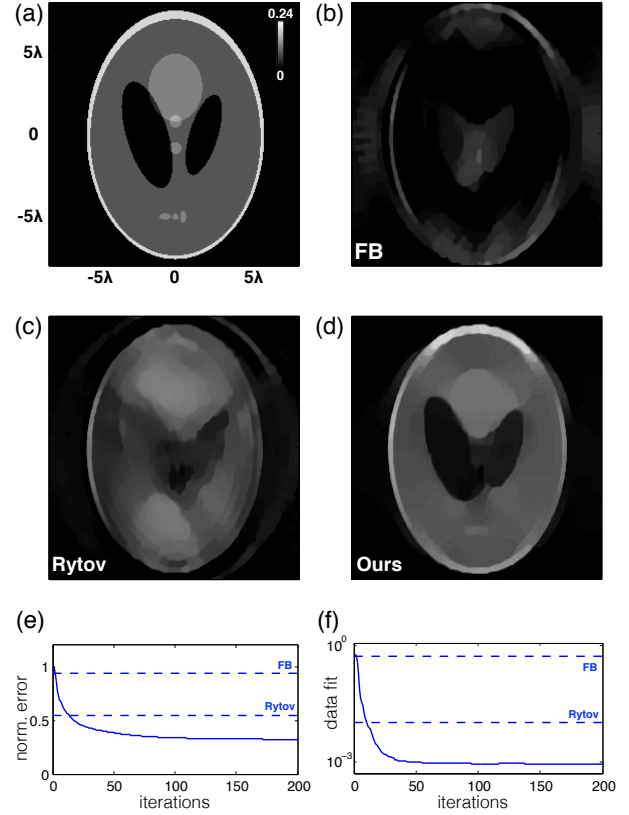 (a)
0.24
0
5λ
0
-5λ
-5λ
0
5λ
(b)
FB
(c)
Rytov
(d)
Ours
(e)
norm. error
1
0.5
0
FB
Rytov
0
50
100
150
200
iterations
(f)
data fit
10⁰
10⁻³
FB
Rytov
0
50
100
150
200
iterations